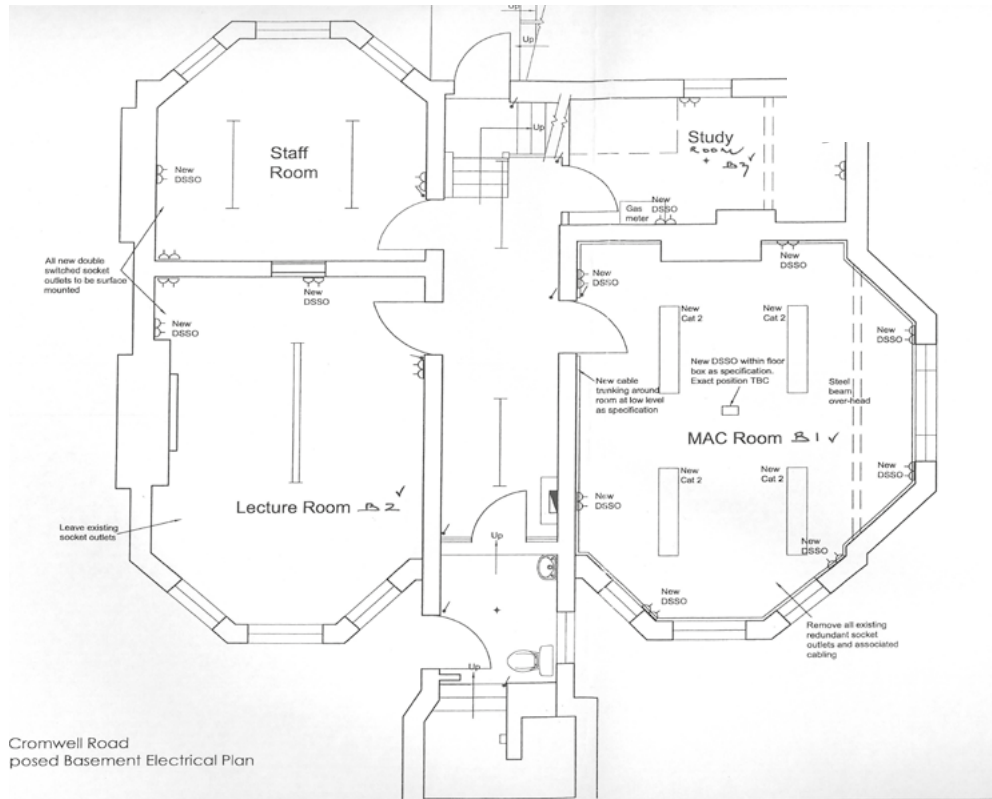 Up
Up
Up
Staff
Room
New
DSSO
All new double
switched socket
outlets to be surface
mounted
New
DSSO
New
DSSO
Study
ROOM
B3
Gas
meter
New
DSSO
New
DSSO
New
DSSO
New
Cat 2
New
Cat 2
New
DSSO
New DSSO within floor
box as specification.
Exact position TBC
New cable
trunking around
room at low level
as specification
Steel
beam
over-head
MAC Room B1
New
Cat 2
New
Cat 2
New
DSSO
New
DSSO
Lecture Room B2
Leave existing
socket outlets
Up
New
DSSO
New
DSSO
Remove all existing
redundant socket
outlets and associated
cabling
Up
Cromwell Road
posed Basement Electrical Plan